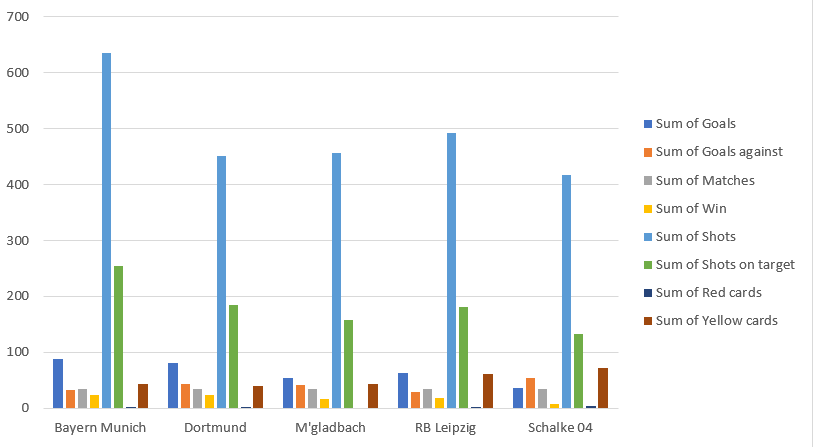 700
600
500
400
300
200
100
0
Bayern Munich Dortmund M'gladbach RB Leipzig Schalke 04
Sum of Goals
Sum of Goals against
Sum of Matches
Sum of Win
Sum of Shots
Sum of Shots on target
Sum of Red cards
Sum of Yellow cards